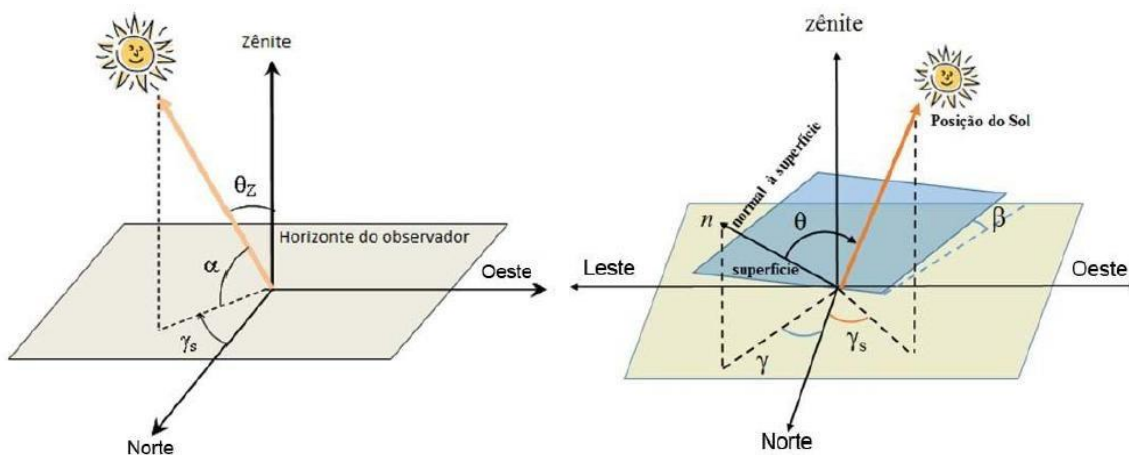 Zênite
θZ
Horizonte do observador
α
Oeste
γs
Norte
zênite
Posição do Sol
normal à superfície
n
θ
β
superfície
Leste
Oeste
γ
γs
Norte